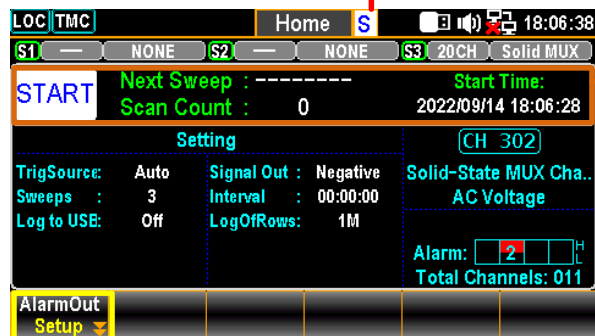 LOC TMC Home S 18:06:38
S1 — NONE S2 — NONE S3 20CH Solid MUX
START Next Sweep : -------- Start Time:
Scan Count : 0 2022/09/14 18:06:28
Setting CH 302
TrigSource: Auto Signal Out : Negative Solid-State MUX Cha..
Sweeps : 3 Interval : 00:00:00 AC Voltage
Log to USB: Off LogOfRows: 1M
Alarm: 2 H L
Total Channels: 011
AlarmOut
Setup